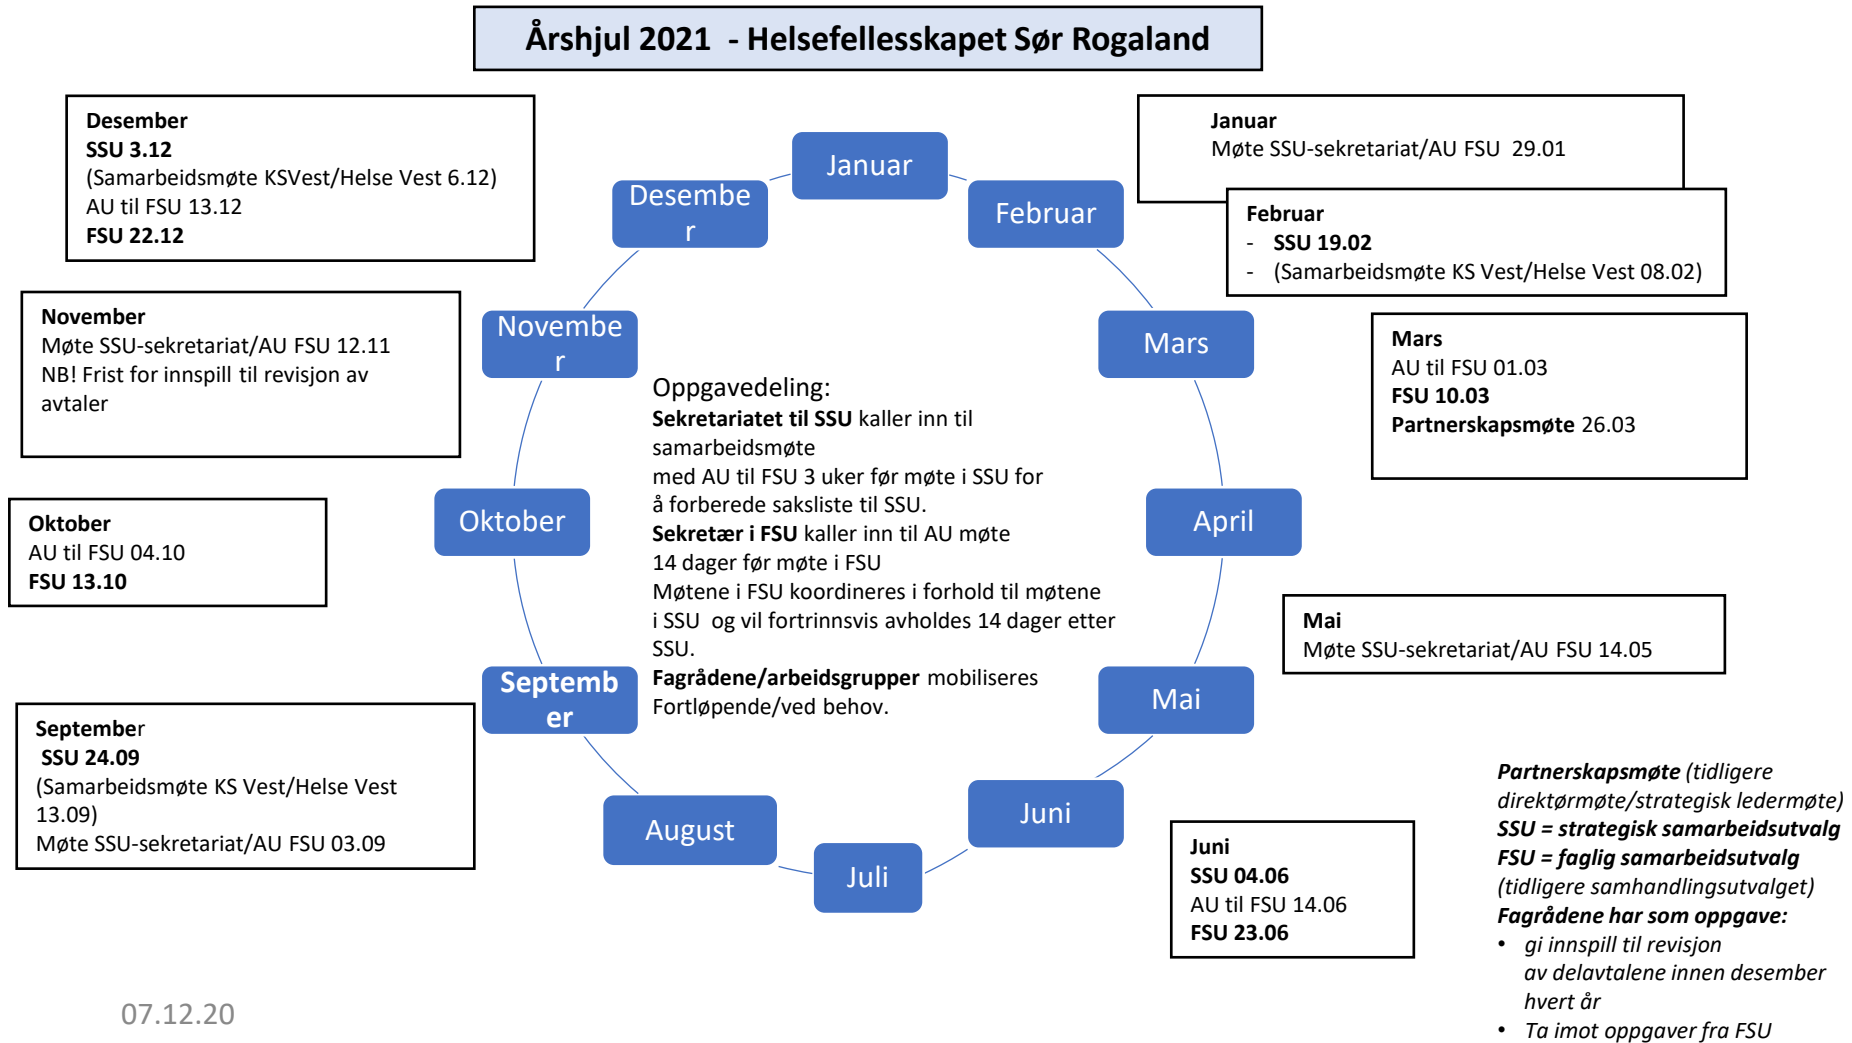 Årshjul 2021  - Helsefellesskapet Sør Rogaland
Januar
Februar
Mars
April
Mai
Juni
Juli
August
Septemb
er
Oktober
Novembe
r
Desembe
r
Januar
Møte SSU-sekretariat/AU FSU  29.01
Februar
- SSU 19.02
- (Samarbeidsmøte KS Vest/Helse Vest 08.02)
Mars
AU til FSU 01.03
FSU 10.03
Partnerskapsmøte 26.03
Mai
Møte SSU-sekretariat/AU FSU 14.05
Juni
SSU 04.06
AU til FSU 14.06
FSU 23.06
September
SSU 24.09
(Samarbeidsmøte KS Vest/Helse Vest
13.09)
Møte SSU-sekretariat/AU FSU 03.09
Oktober
AU til FSU 04.10
FSU 13.10
November
Møte SSU-sekretariat/AU FSU 12.11
NB! Frist for innspill til revisjon av
avtaler
Desember
SSU 3.12
(Samarbeidsmøte KSVest/Helse Vest 6.12)
AU til FSU 13.12
FSU 22.12
Oppgavedeling:
Sekretariatet til SSU kaller inn til
samarbeidsmøte
med AU til FSU 3 uker før møte i SSU for
å forberede saksliste til SSU.
Sekretær i FSU kaller inn til AU møte
14 dager før møte i FSU
Møtene i FSU koordineres i forhold til møtene
i SSU  og vil fortrinnsvis avholdes 14 dager etter
SSU.
Fagrådene/arbeidsgrupper mobiliseres
Fortløpende/ved behov.
Partnerskapsmøte (tidligere
direktørmøte/strategisk ledermøte)
SSU = strategisk samarbeidsutvalg
FSU = faglig samarbeidsutvalg
(tidligere samhandlingsutvalget)
Fagrådene har som oppgave:
• gi innspill til revisjon
av delavtalene innen desember
hvert år
• Ta imot oppgaver fra FSU
07.12.20